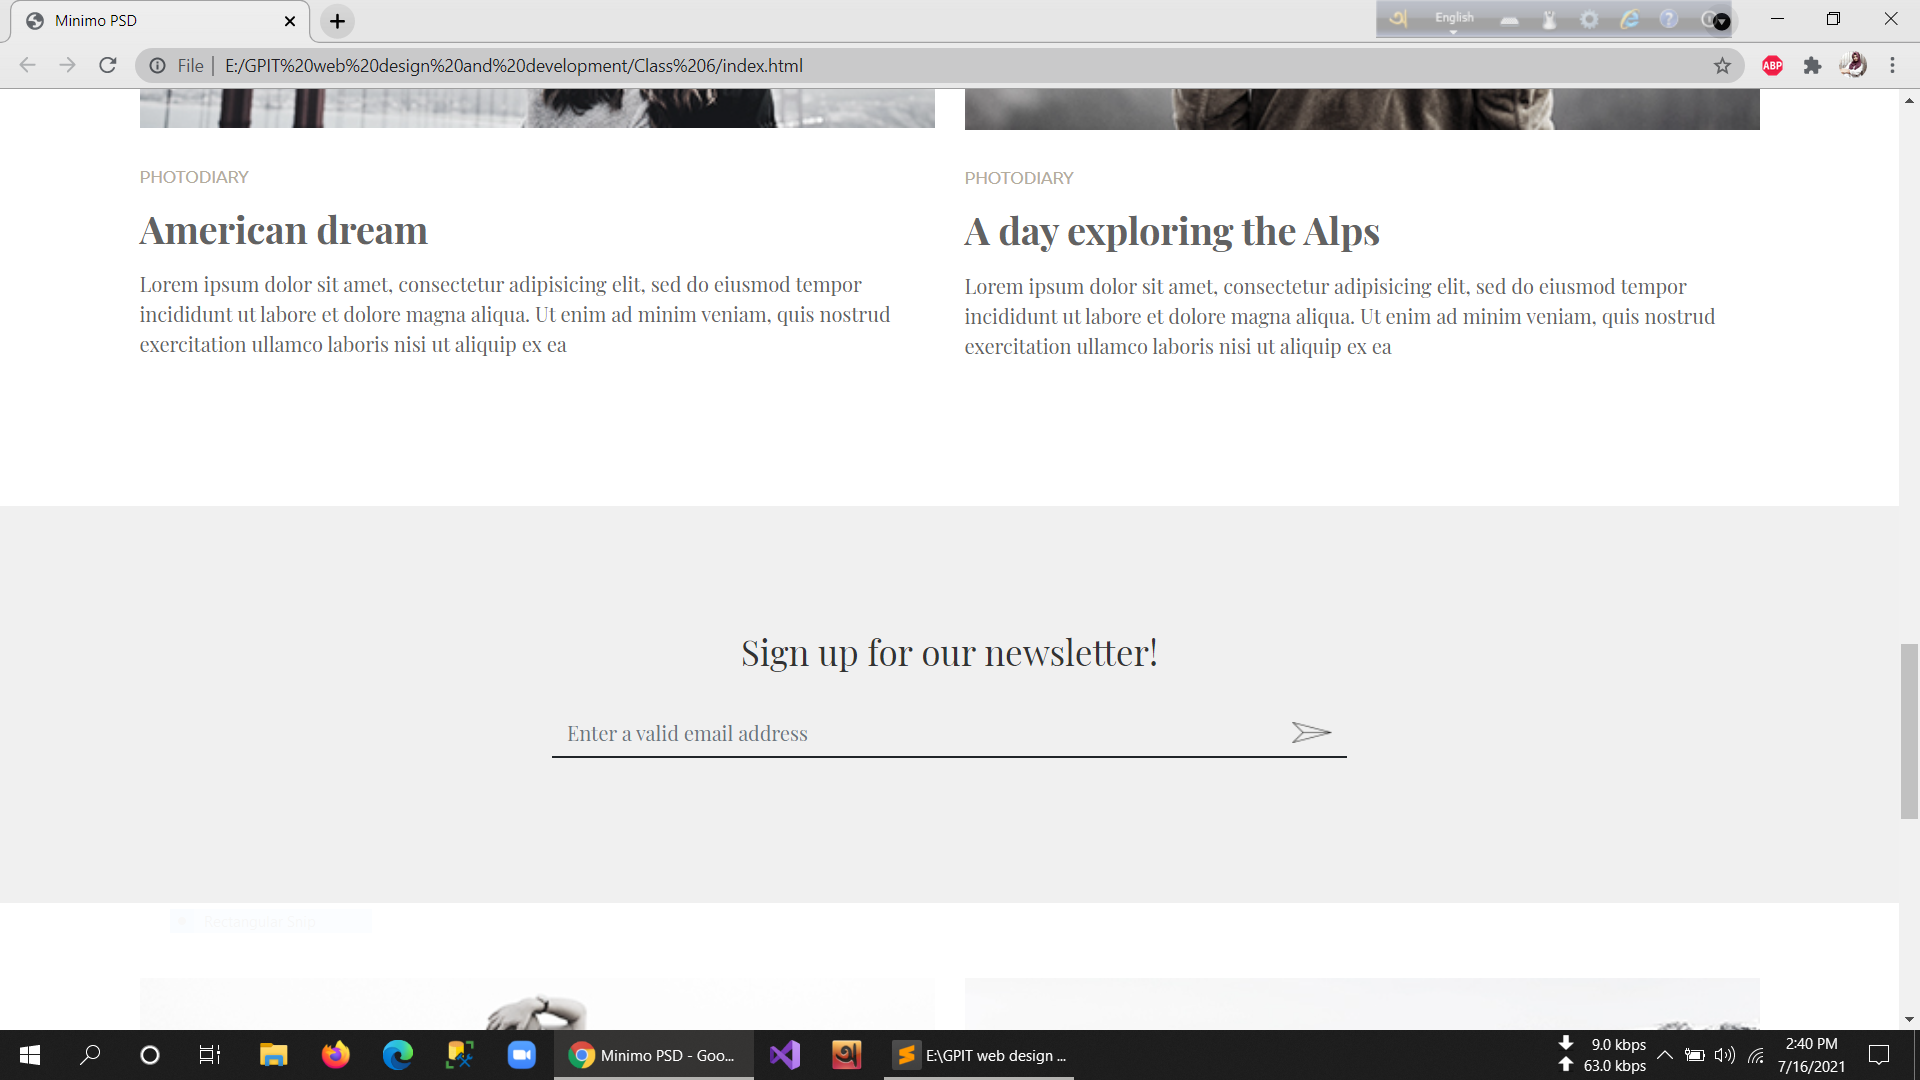 Minimo PSD
English
File
E:/GPIT%20web%20design%20and%20development/Class%206/index.html
ABP
PHOTODIARY
American dream
Lorem ipsum dolor sit amet, consectetur adipisicing elit, sed do eiusmod tempor
incididunt ut labore et dolore magna aliqua. Ut enim ad minim veniam, quis nostrud
exercitation ullamco laboris nisi ut aliquip ex ea
PHOTODIARY
A day exploring the Alps
Lorem ipsum dolor sit amet, consectetur adipisicing elit, sed do eiusmod tempor
incididunt ut labore et dolore magna aliqua. Ut enim ad minim veniam, quis nostrud
exercitation ullamco laboris nisi ut aliquip ex ea
Sign up for our newsletter!
Enter a valid email address
Rectangular Snip
Minimo PSD - Goo...
E:\GPIT web design ...
9.0 kbps
63.0 kbps
2:40 PM
7/16/2021